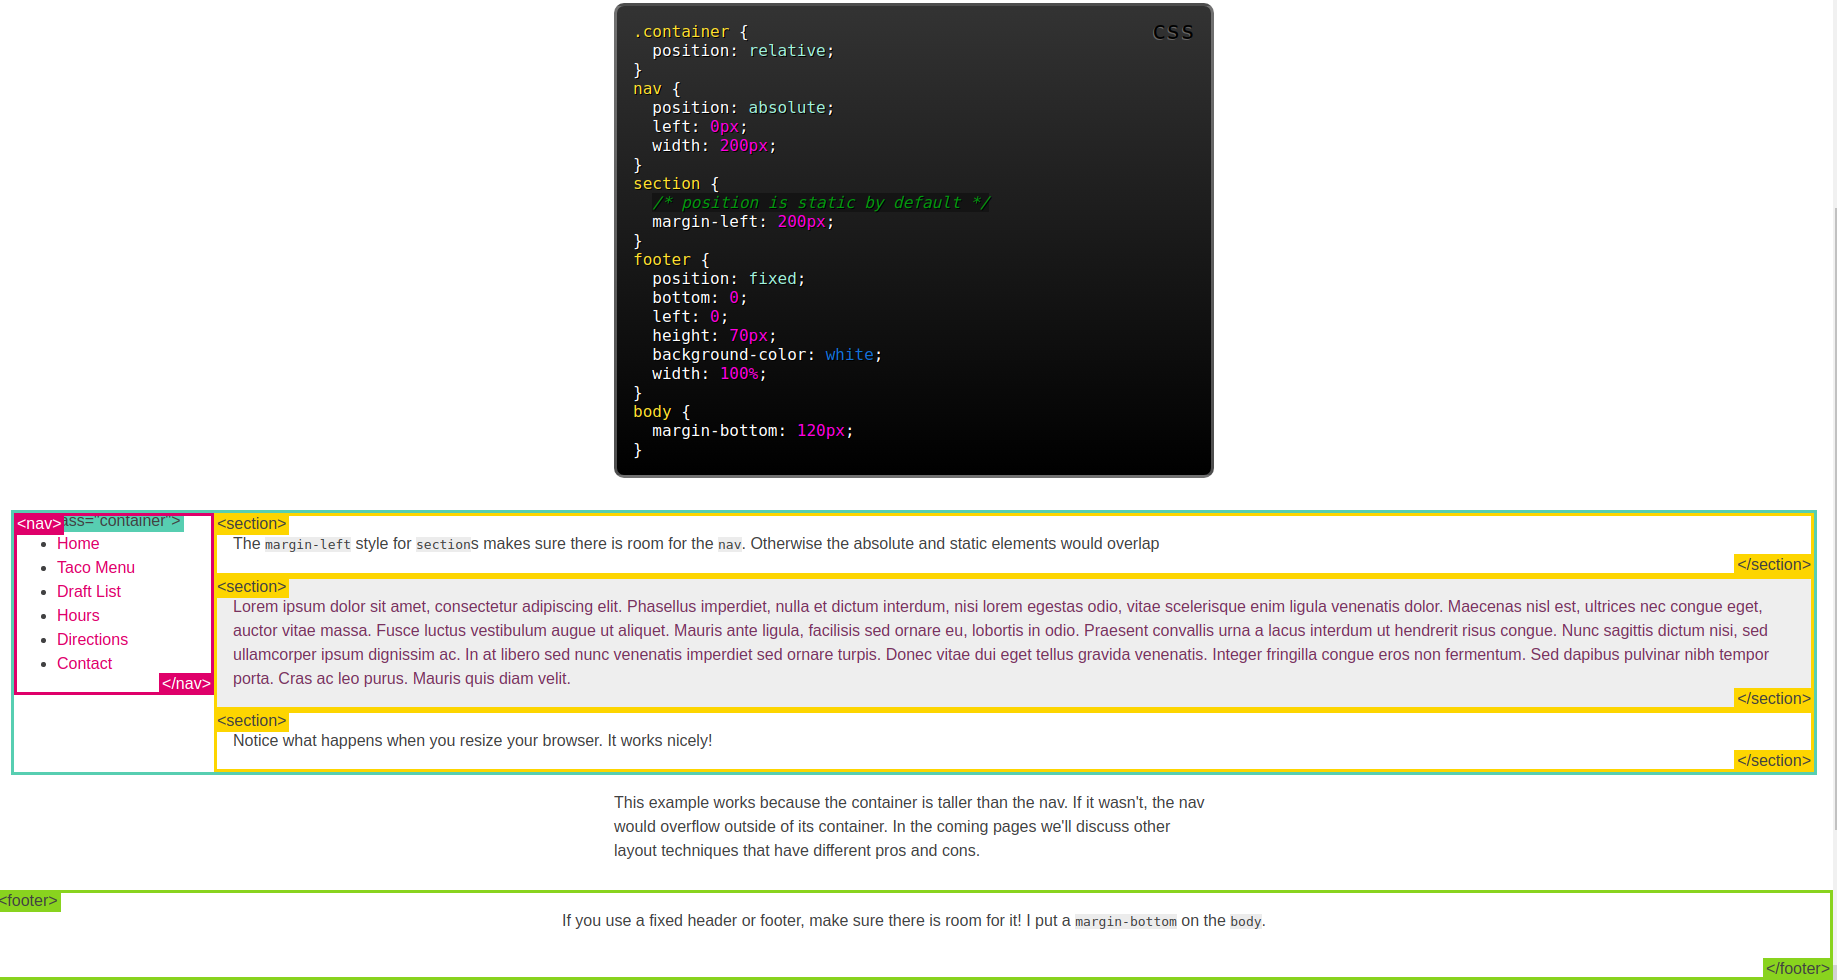 .container {
CSS
  position: relative;
}
nav {
  position: absolute;
  left: 0px;
  width: 200px;
}
section {
  /* position is static by default */
  margin-left: 200px;
}
footer {
  position: fixed;
  bottom: 0;
  left: 0;
  height: 70px;
  background-color: white;
  width: 100%;
}
body {
  margin-bottom: 120px;
}
<nav>
ass="container">
Home
Taco Menu
Draft List
Hours
Directions
Contact
</nav>
<section>
The margin-left style for sections makes sure there is room for the nav. Otherwise the absolute and static elements would overlap
</section>
<section>
Lorem ipsum dolor sit amet, consectetur adipiscing elit. Phasellus imperdiet, nulla et dictum interdum, nisi lorem egestas odio, vitae scelerisque enim ligula venenatis dolor. Maecenas nisl est, ultrices nec congue eget,
auctor vitae massa. Fusce luctus vestibulum augue ut aliquet. Mauris ante ligula, facilisis sed ornare eu, lobortis in odio. Praesent convallis urna a lacus interdum ut hendrerit risus congue. Nunc sagittis dictum nisi, sed
ullamcorper ipsum dignissim ac. In at libero sed nunc venenatis imperdiet sed ornare turpis. Donec vitae dui eget tellus gravida venenatis. Integer fringilla congue eros non fermentum. Sed dapibus pulvinar nibh tempor
porta. Cras ac leo purus. Mauris quis diam velit.
</section>
<section>
Notice what happens when you resize your browser. It works nicely!
</section>
This example works because the container is taller than the nav. If it wasn't, the nav
would overflow outside of its container. In the coming pages we'll discuss other
layout techniques that have different pros and cons.
<footer>
If you use a fixed header or footer, make sure there is room for it! I put a margin-bottom on the body.
</footer>